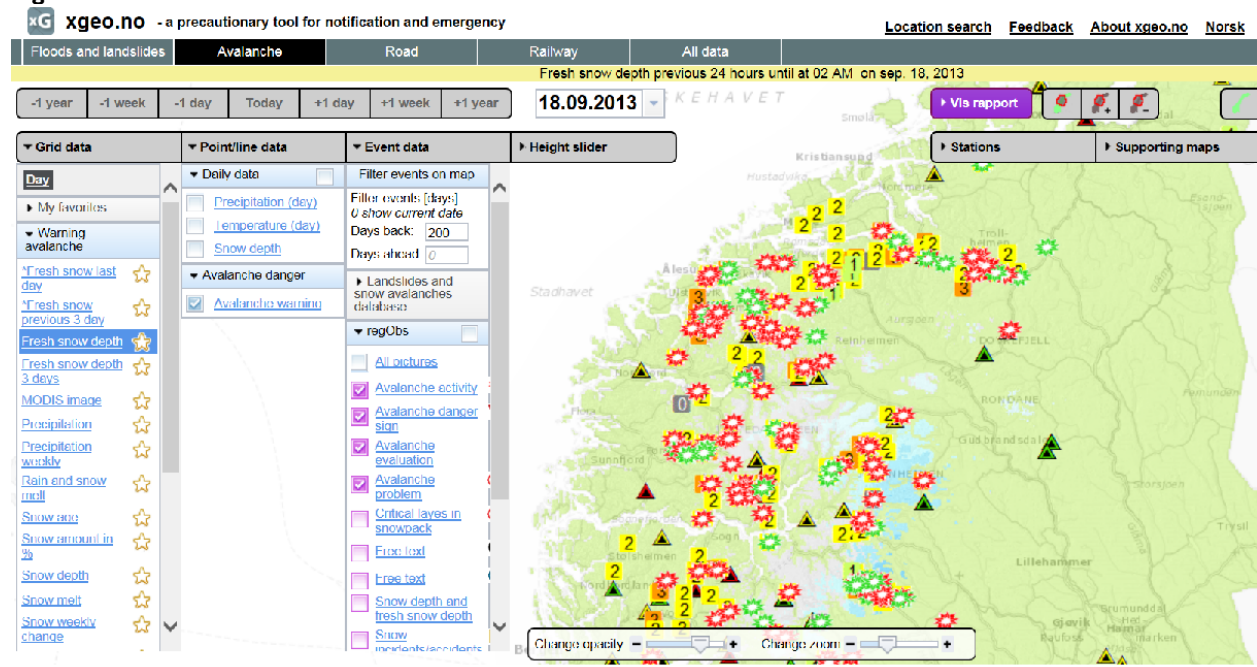 xG xgeo.no - a precautionary tool for notification and emergency
Location search Feedback About xgeo.no Norsk
Floods and landslides Avalanche Road Railway All data
Fresh snow depth previous 24 hours until at 02 AM on sep. 18, 2013
-1 year -1 week -1 day Today +1 day +1 week +1 year
18.09.2013
Vis rapport
Grid data
Point/line data
Event data
Height slider
Stations
Supporting maps
Day
My favorites
Warning
avalanche
*Fresh snow last
day
*Fresh snow
previous 3 day
Fresh snow depth
Fresh snow depth
3 days
MODIS image
Precipitation
Precipitation
weekly
Rain and snow
melt
Snow age
Snow amount in
%
Snow depth
Snow melt
Snow weekly
change
Daily data
Precipitation (day)
Temperature (day)
Snow depth
Avalanche danger
Avalanche warning
Filter events on map
Filter events [days]
0 show current date
Days back: 200
Days ahead 0
Landslides and
snow avalanches
database
regObs
All pictures
Avalanche activity
Avalanche danger
sign
Avalanche
evaluation
Avalanche
problem
Critical layes in
snowpack
Free text
Free text
Snow depth and
fresh snow depth
Snow
incidents/accidents
Smøla
Kristiansund
Stadhavet
Reinheimen
RONDANE
Gudbrandsdalen
Storsjøen
Trysil
Lillehammer
Gjøvik
Hamar
Change opacity - + Change zoom - +